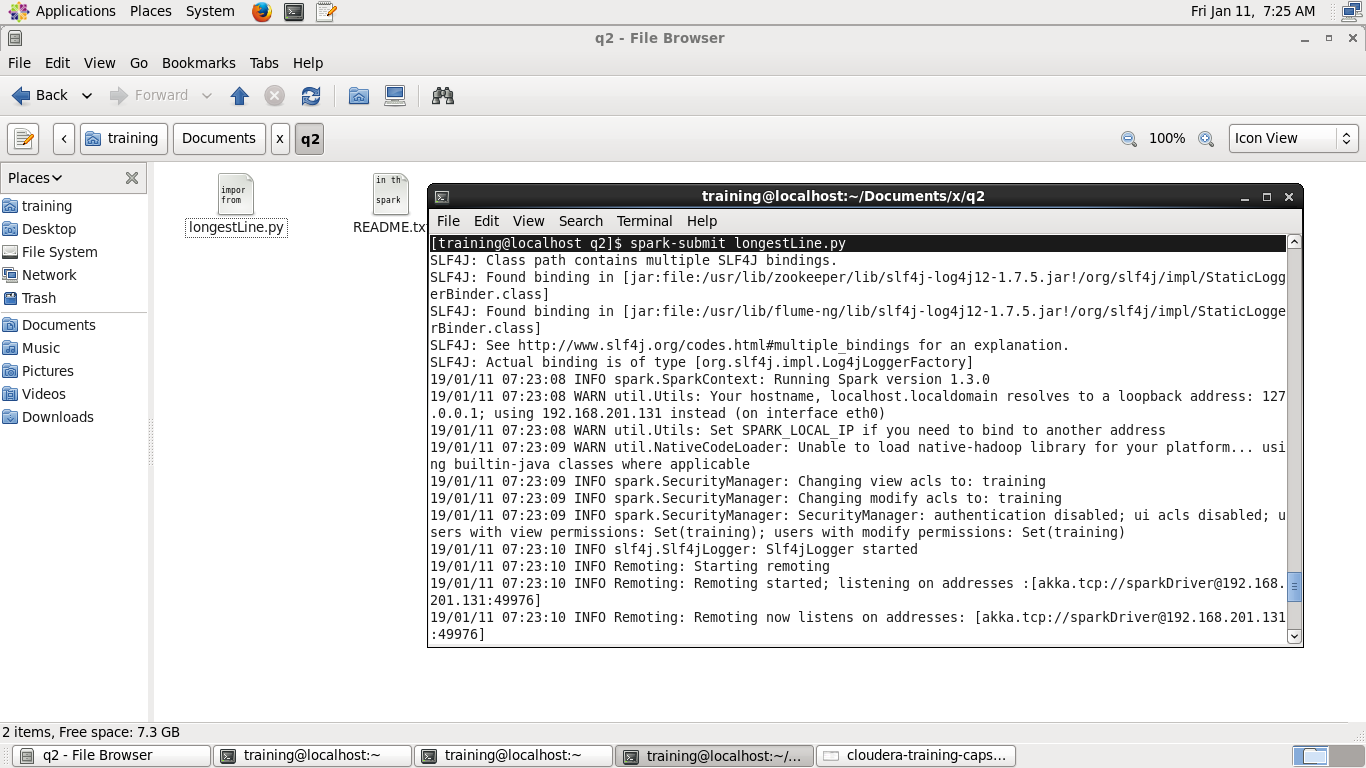 Applications Places System Fri Jan 11, 7:25 AM
q2 - File Browser
File Edit View Go Bookmarks Tabs Help
Back Forward
training Documents x q2 100% Icon View
Places
training
Desktop
File System
Network
Trash
Documents
Music
Pictures
Videos
Downloads
impor
from
longestLine.py
in th
spark
README.tx
training@localhost:~/Documents/x/q2
File Edit View Search Terminal Help
[training@localhost q2]$ spark-submit longestLine.py
SLF4J: Class path contains multiple SLF4J bindings.
SLF4J: Found binding in [jar:file:/usr/lib/zookeeper/lib/slf4j-log4j12-1.7.5.jar!/org/slf4j/impl/StaticLogg
erBinder.class]
SLF4J: Found binding in [jar:file:/usr/lib/flume-ng/lib/slf4j-log4j12-1.7.5.jar!/org/slf4j/impl/StaticLogge
rBinder.class]
SLF4J: See http://www.slf4j.org/codes.html#multiple_bindings for an explanation.
SLF4J: Actual binding is of type [org.slf4j.impl.Log4jLoggerFactory]
19/01/11 07:23:08 INFO spark.SparkContext: Running Spark version 1.3.0
19/01/11 07:23:08 WARN util.Utils: Your hostname, localhost.localdomain resolves to a loopback address: 127
.0.0.1; using 192.168.201.131 instead (on interface eth0)
19/01/11 07:23:08 WARN util.Utils: Set SPARK_LOCAL_IP if you need to bind to another address
19/01/11 07:23:09 WARN util.NativeCodeLoader: Unable to load native-hadoop library for your platform... usi
ng builtin-java classes where applicable
19/01/11 07:23:09 INFO spark.SecurityManager: Changing view acls to: training
19/01/11 07:23:09 INFO spark.SecurityManager: Changing modify acls to: training
19/01/11 07:23:09 INFO spark.SecurityManager: SecurityManager: authentication disabled; ui acls disabled; u
sers with view permissions: Set(training); users with modify permissions: Set(training)
19/01/11 07:23:10 INFO slf4j.Slf4jLogger: Slf4jLogger started
19/01/11 07:23:10 INFO Remoting: Starting remoting
19/01/11 07:23:10 INFO Remoting: Remoting started; listening on addresses :[akka.tcp://sparkDriver@192.168.
201.131:49976]
19/01/11 07:23:10 INFO Remoting: Remoting now listens on addresses: [akka.tcp://sparkDriver@192.168.201.131
:49976]
2 items, Free space: 7.3 GB
q2 - File Browser training@localhost:~ training@localhost:~ training@localhost:~/... cloudera-training-caps...